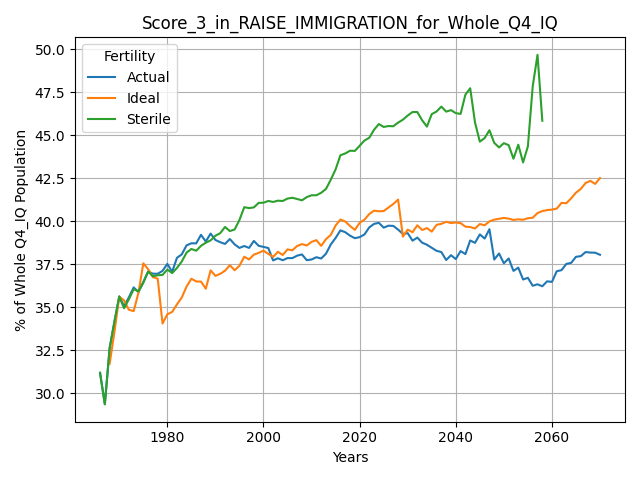 Score_3_in_RAISE_IMMIGRATION_for_Whole_Q4_IQ
Fertility
Actual
Ideal
Sterile
% of Whole Q4_IQ Population
50.0
47.5
45.0
42.5
40.0
37.5
35.0
32.5
30.0
1980
2000
2020
2040
2060
Years